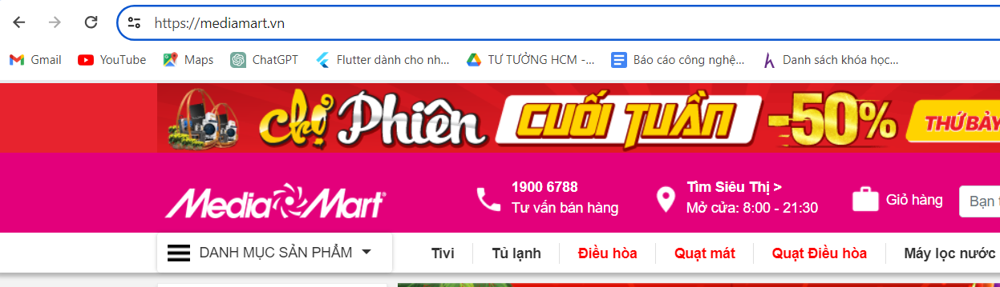 https://mediamart.vn
Gmail YouTube Maps ChatGPT Flutter dành cho nh... TƯ TƯỞNG HCM -... Báo cáo công nghệ... Danh sách khóa học...
Chợ Phiên CUỐI TUẦN -50% THỨ BẢY
MediaMart
1900 6788
Tư vấn bán hàng
Tìm Siêu Thị >
Mở cửa: 8:00 - 21:30
Giỏ hàng
Bạn t
DANH MỤC SẢN PHẨM
Tivi Tủ lạnh Điều hòa Quạt mát Quạt Điều hòa Máy lọc nước